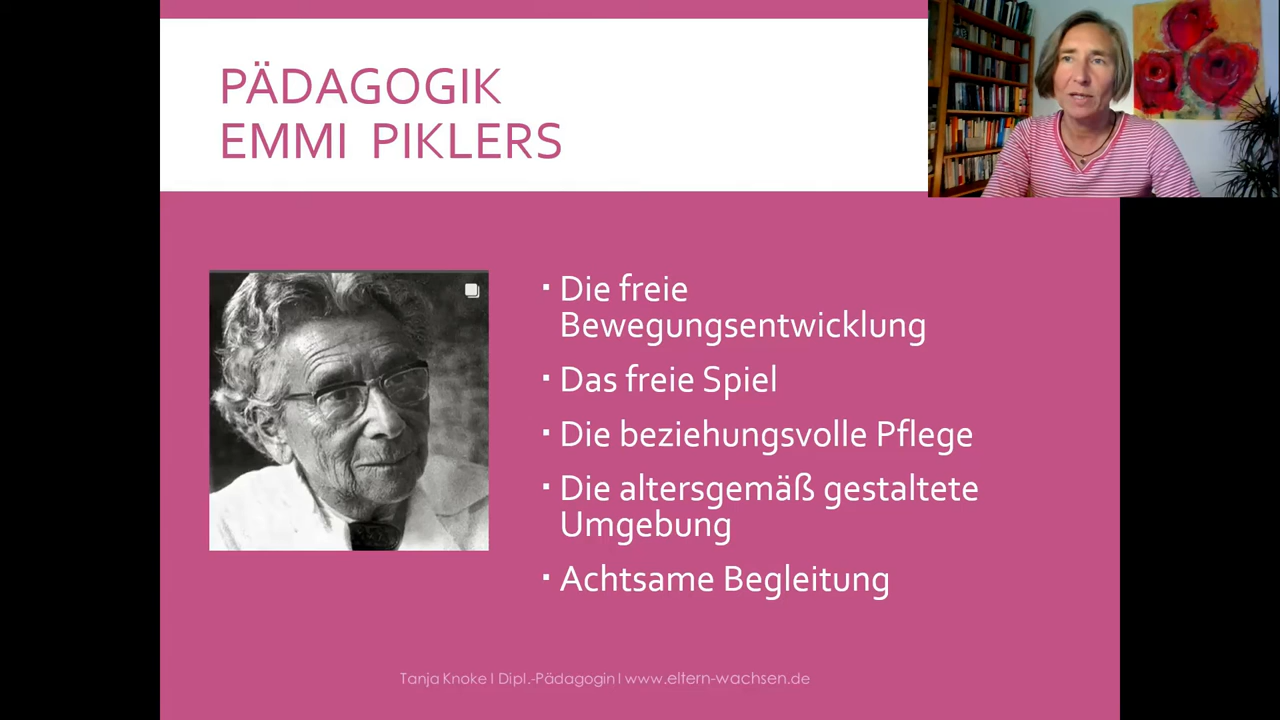 PÄDAGOGIK
EMMI PIKLERS
▪ Die freie
Bewegungsentwicklung
▪ Das freie Spiel
▪ Die beziehungsvolle Pflege
▪ Die altersgemäß gestaltete
Umgebung
▪ Achtsame Begleitung
Tanja Knoke I Dipl.-Pädagogin I www.eltern-wachsen.de